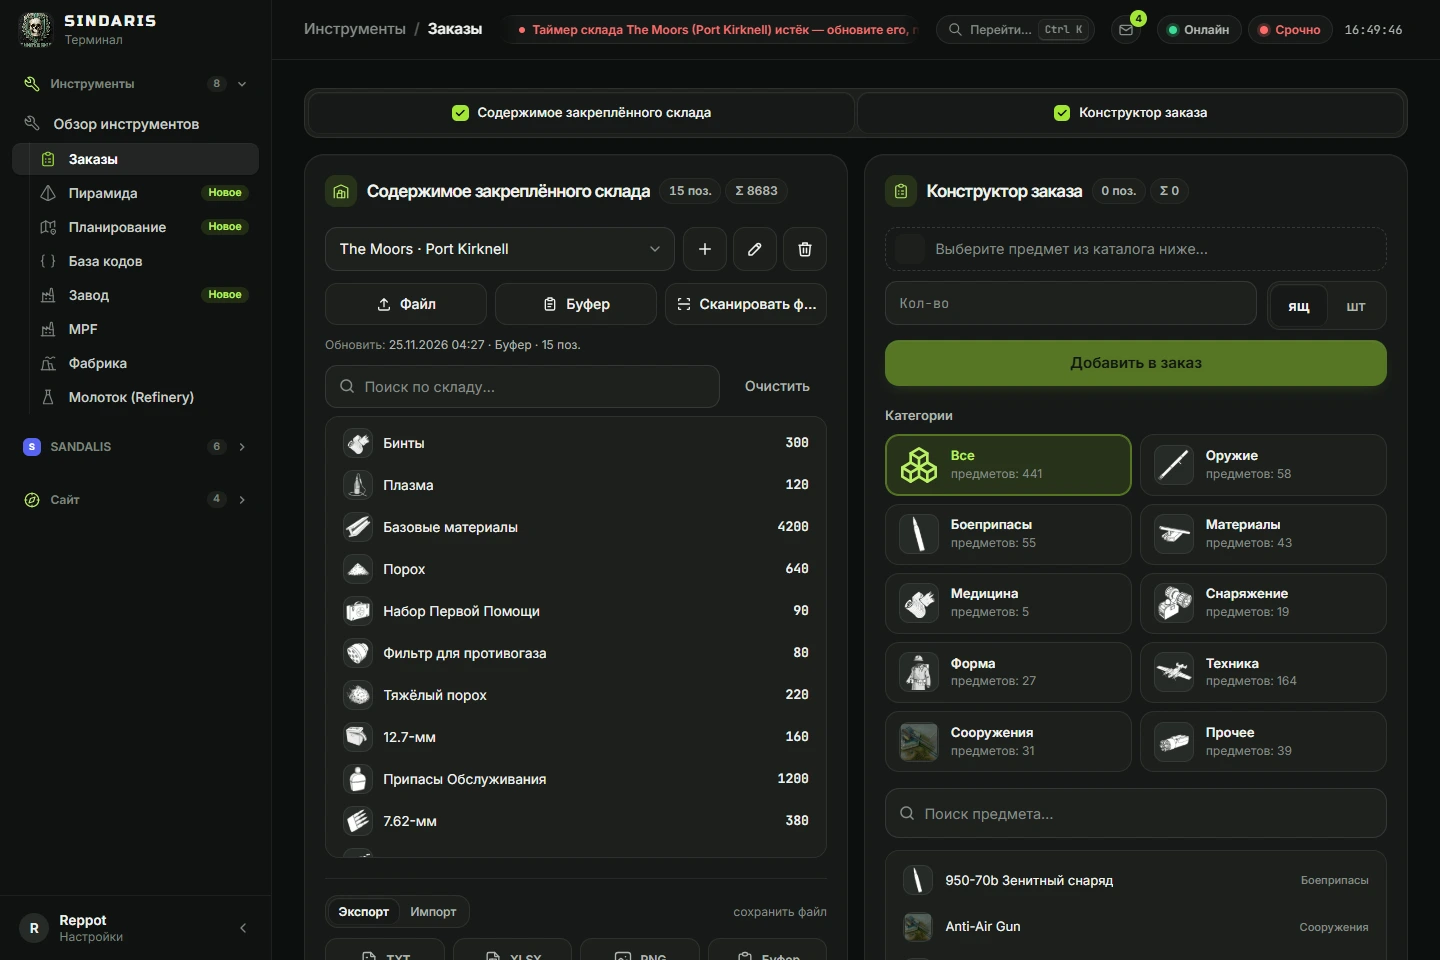 SINDARIS
Терминал
Инструменты
8
Обзор инструментов
Заказы
Пирамида
Новое
Планирование
Новое
База кодов
Завод
Новое
MPF
Фабрика
Молоток (Refinery)
S
SANDALIS
6
Сайт
4
R
Reppot
Настройки
Инструменты / Заказы
Таймер склада The Moors (Port Kirknell) истёк — обновите его,
Перейти...
Ctrl K
4
Онлайн
Срочно
16:49:46
Содержимое закреплённого склада
Конструктор заказа
Содержимое закреплённого склада
15 поз.
Σ 8683
The Moors · Port Kirknell
Файл
Буфер
Сканировать ф...
Обновить: 25.11.2026 04:27 · Буфер · 15 поз.
Поиск по складу...
Очистить
Бинты 300
Плазма 120
Базовые материалы 4200
Порох 640
Набор Первой Помощи 90
Фильтр для противогаза 80
Тяжёлый порох 220
12.7-мм 160
Припасы Обслуживания 1200
7.62-мм 380
Экспорт
Импорт
сохранить файл
TXT
XLSX
PNG
Буфер
Конструктор заказа
0 поз.
Σ 0
Выберите предмет из каталога ниже...
Кол-во
ящ
шт
Добавить в заказ
Категории
Все
предметов: 441
Оружие
предметов: 58
Боеприпасы
предметов: 55
Материалы
предметов: 43
Медицина
предметов: 5
Снаряжение
предметов: 19
Форма
предметов: 27
Техника
предметов: 164
Сооружения
предметов: 31
Прочее
предметов: 39
Поиск предмета...
950-70b Зенитный снаряд
Боеприпасы
Anti-Air Gun
Сооружения